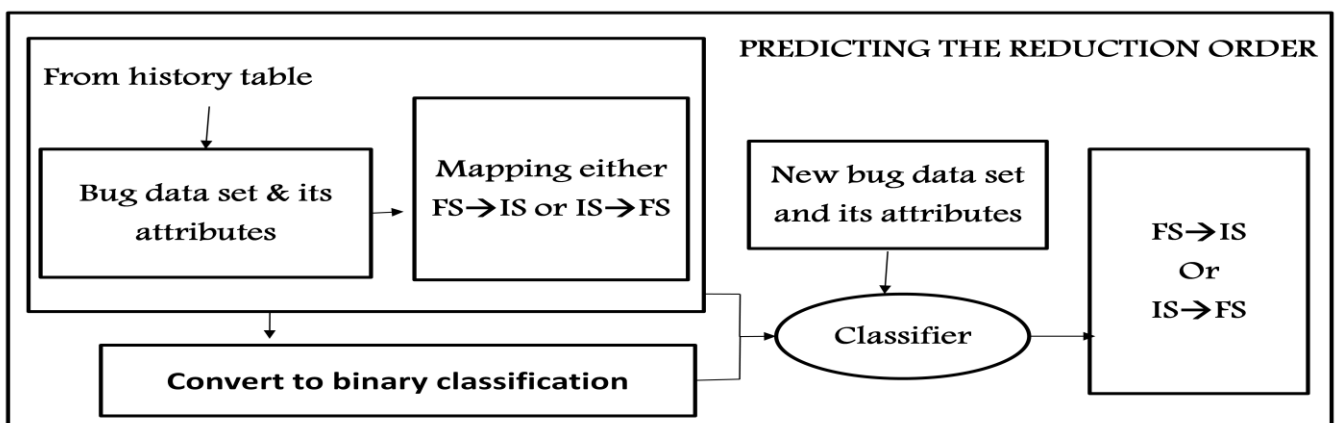 PREDICTING THE REDUCTION ORDER
From history table
Bug data set & its
attributes
Mapping either
FS→IS or IS→FS
New bug data set
and its attributes
FS→IS
Or
IS→FS
Classifier
Convert to binary classification